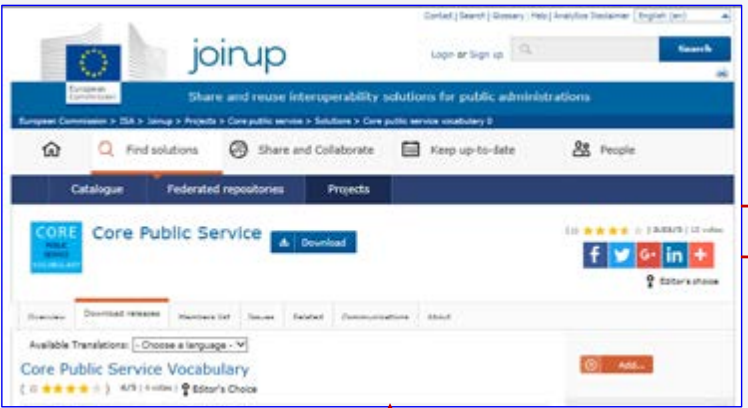 Contact | Search | Glossary | Help | Analytics Disclaimer English (en)
joinup
Login or Sign up
Search
European
Commission
Share and reuse interoperability solutions for public administrations
European Commission > ISA > Joinup > Projects > Core public service > Solutions > Core public service vocabulary 0
Find solutions
Share and Collaborate
Keep up-to-date
People
Catalogue
Federated repositories
Projects
CORE
PUBLIC
SERVICE
VOCABULARY
Core Public Service
Download
f
G+
in
+
Editor's choice
Overview
Download releases
Members list
Issues
Related
Communications
About
Available Translations: - Choose a language -
Core Public Service Vocabulary
4/5 | 4 votes | Editor's Choice
Add...